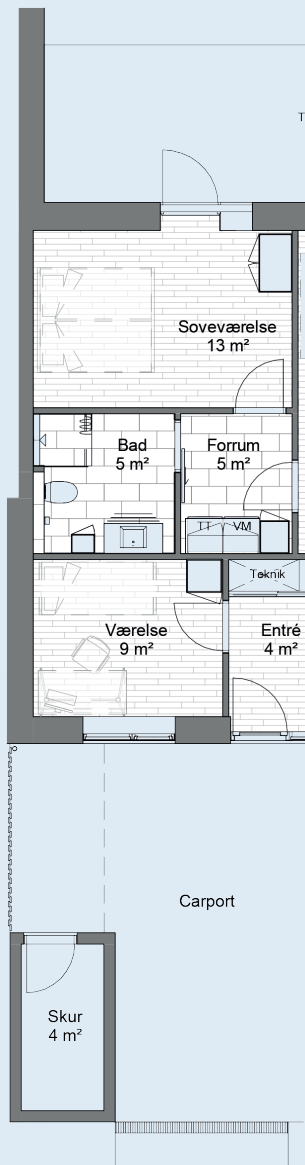 T
Soveværelse
13 m²
Bad
5 m²
Forrum
5 m²
TT
VM
Teknik
Værelse
9 m²
Entré
4 m²
Carport
Skur
4 m²